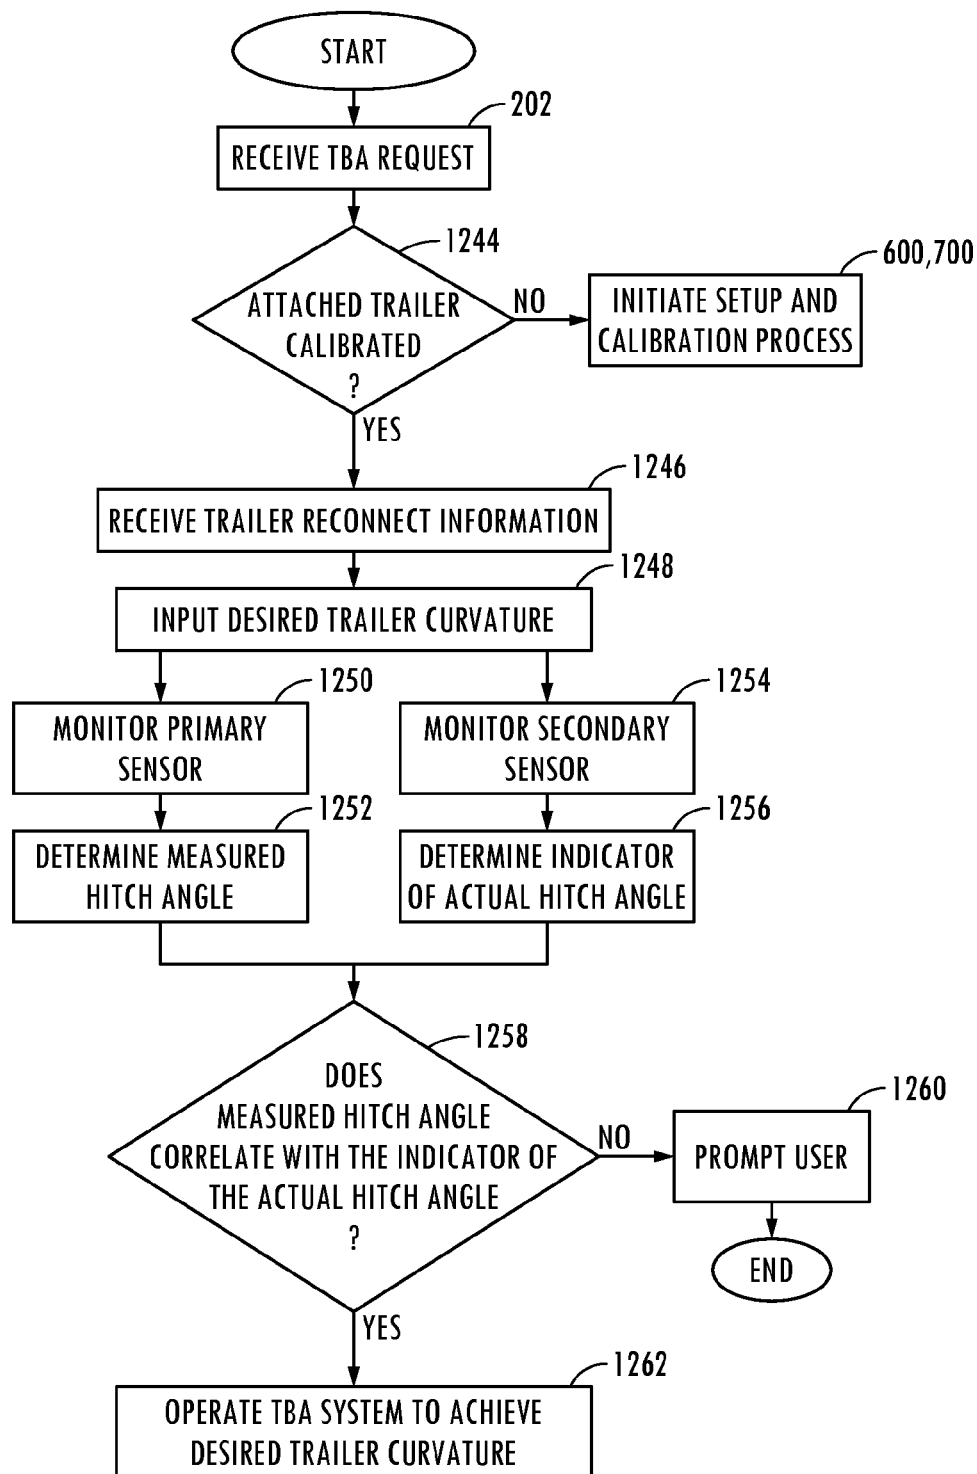 START
202
RECEIVE TBA REQUEST
1244
ATTACHED TRAILER
CALIBRATED
?
NO
600,700
INITIATE SETUP AND
CALIBRATION PROCESS
YES
1246
RECEIVE TRAILER RECONNECT INFORMATION
1248
INPUT DESIRED TRAILER CURVATURE
1250
MONITOR PRIMARY
SENSOR
1254
MONITOR SECONDARY
SENSOR
1252
DETERMINE MEASURED
HITCH ANGLE
1256
DETERMINE INDICATOR
OF ACTUAL HITCH ANGLE
1258
DOES
MEASURED HITCH ANGLE
CORRELATE WITH THE INDICATOR OF
THE ACTUAL HITCH ANGLE
?
NO
1260
PROMPT USER
END
YES
1262
OPERATE TBA SYSTEM TO ACHIEVE
DESIRED TRAILER CURVATURE